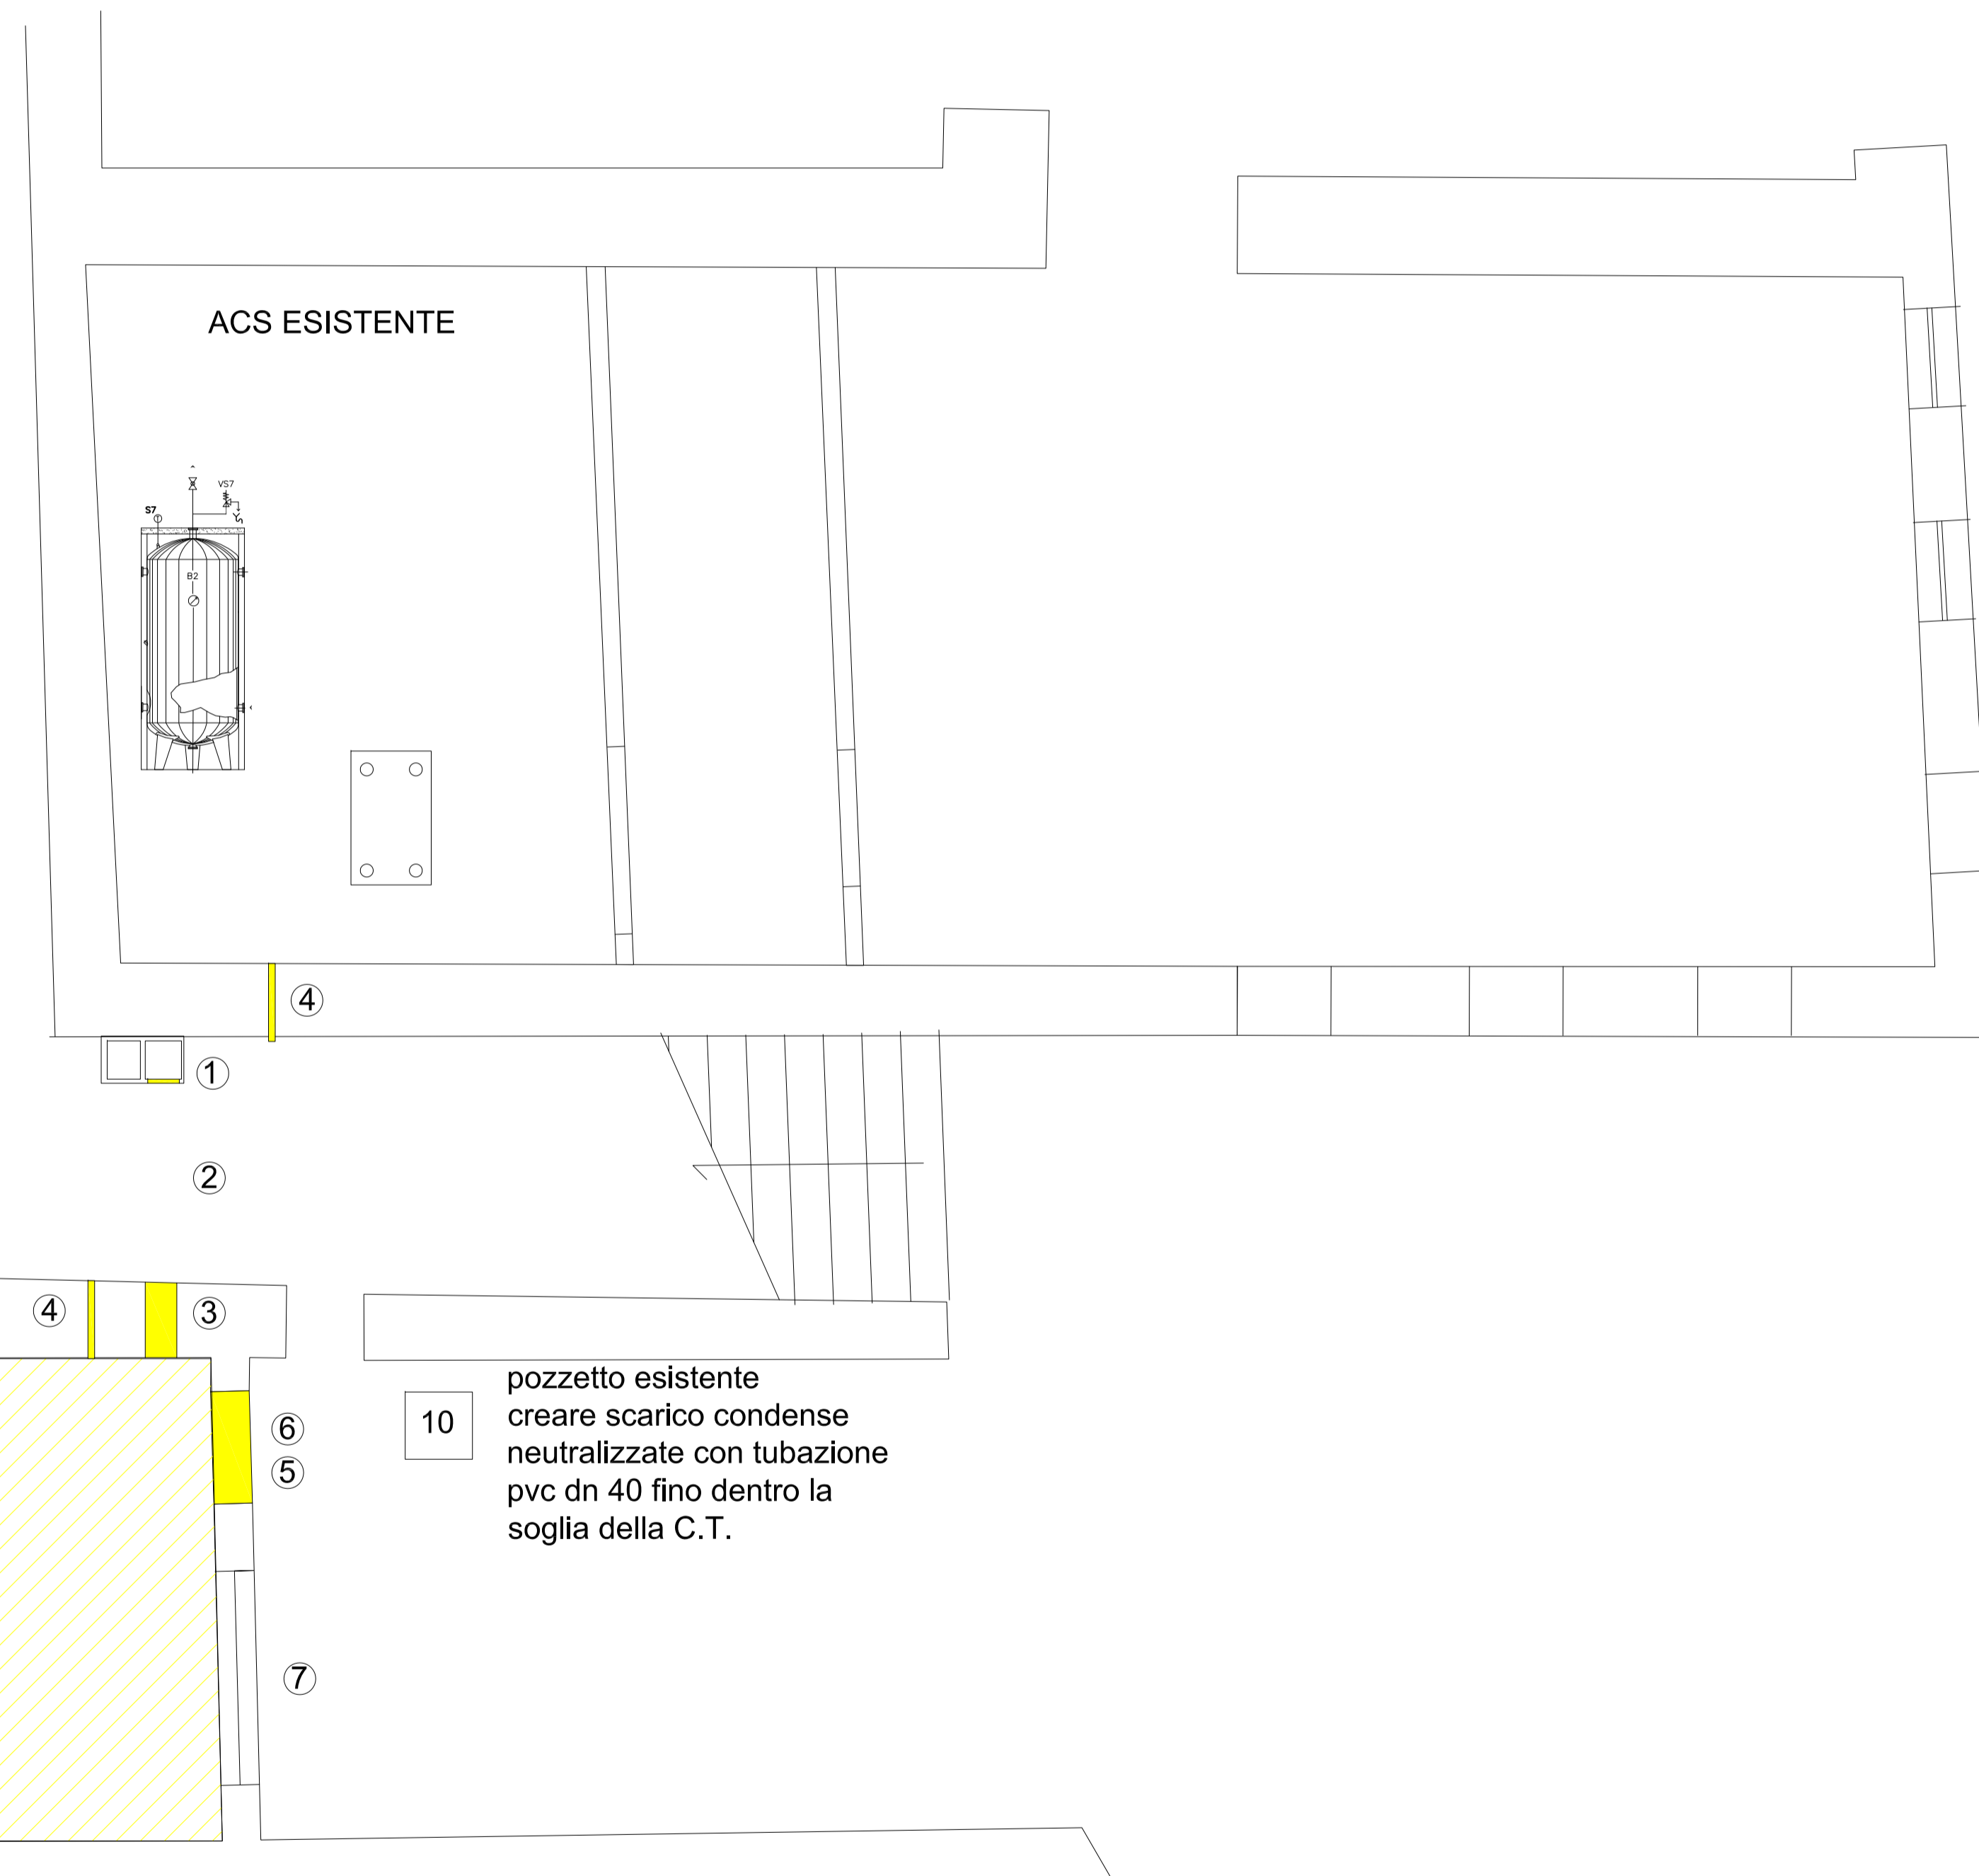 ACS ESISTENTE
VS7
S7
B2
4
1
2
4
3
6
5
10
pozzetto esistente
creare scarico condense
neutralizzate con tubazione
pvc dn 40 fino dentro la
soglia della C.T.
7